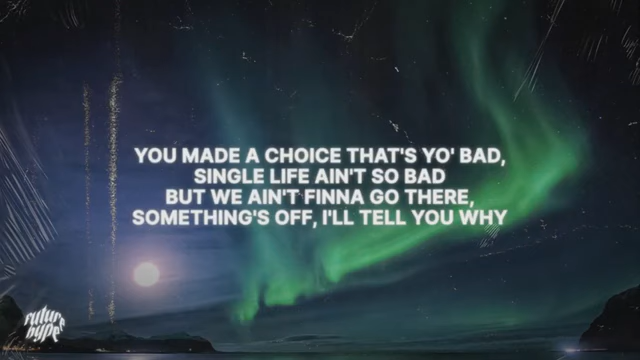 YOU MADE A CHOICE THAT'S YO' BAD,
SINGLE LIFE AIN'T SO BAD
BUT WE AIN'T FINNA GO THERE,
SOMETHING'S OFF, I'LL TELL YOU WHY
future
hype